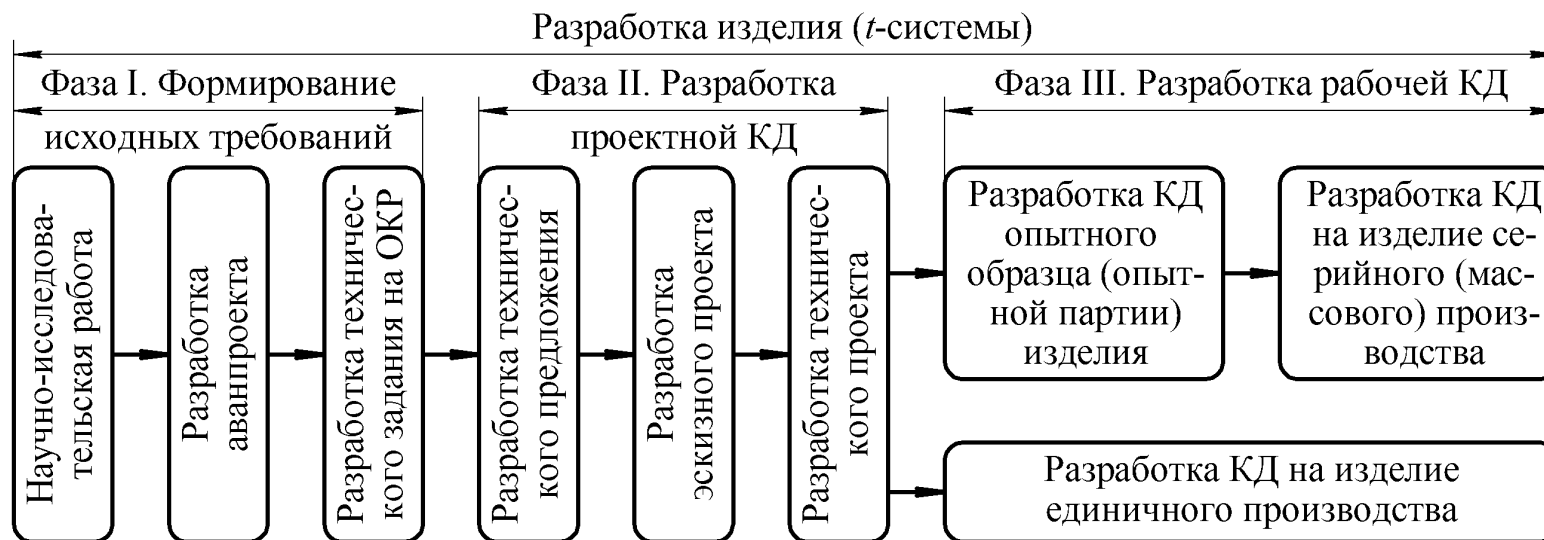 Разработка изделия (t-системы)
Фаза I. Формирование
исходных требований
Фаза II. Разработка
проектной КД
Фаза III. Разработка рабочей КД
Научно-исследова-
тельская работа
Разработка
аванпроекта
Разработка техничес-
кого задания на ОКР
Разработка техничес-
кого предложения
Разработка
эскизного проекта
Разработка техничес-
кого проекта
Разработка КД
опытного
образца (опыт-
ной партии)
изделия
Разработка КД
на изделие се-
рийного (мас-
сового) произ-
водства
Разработка КД на изделие
единичного производства